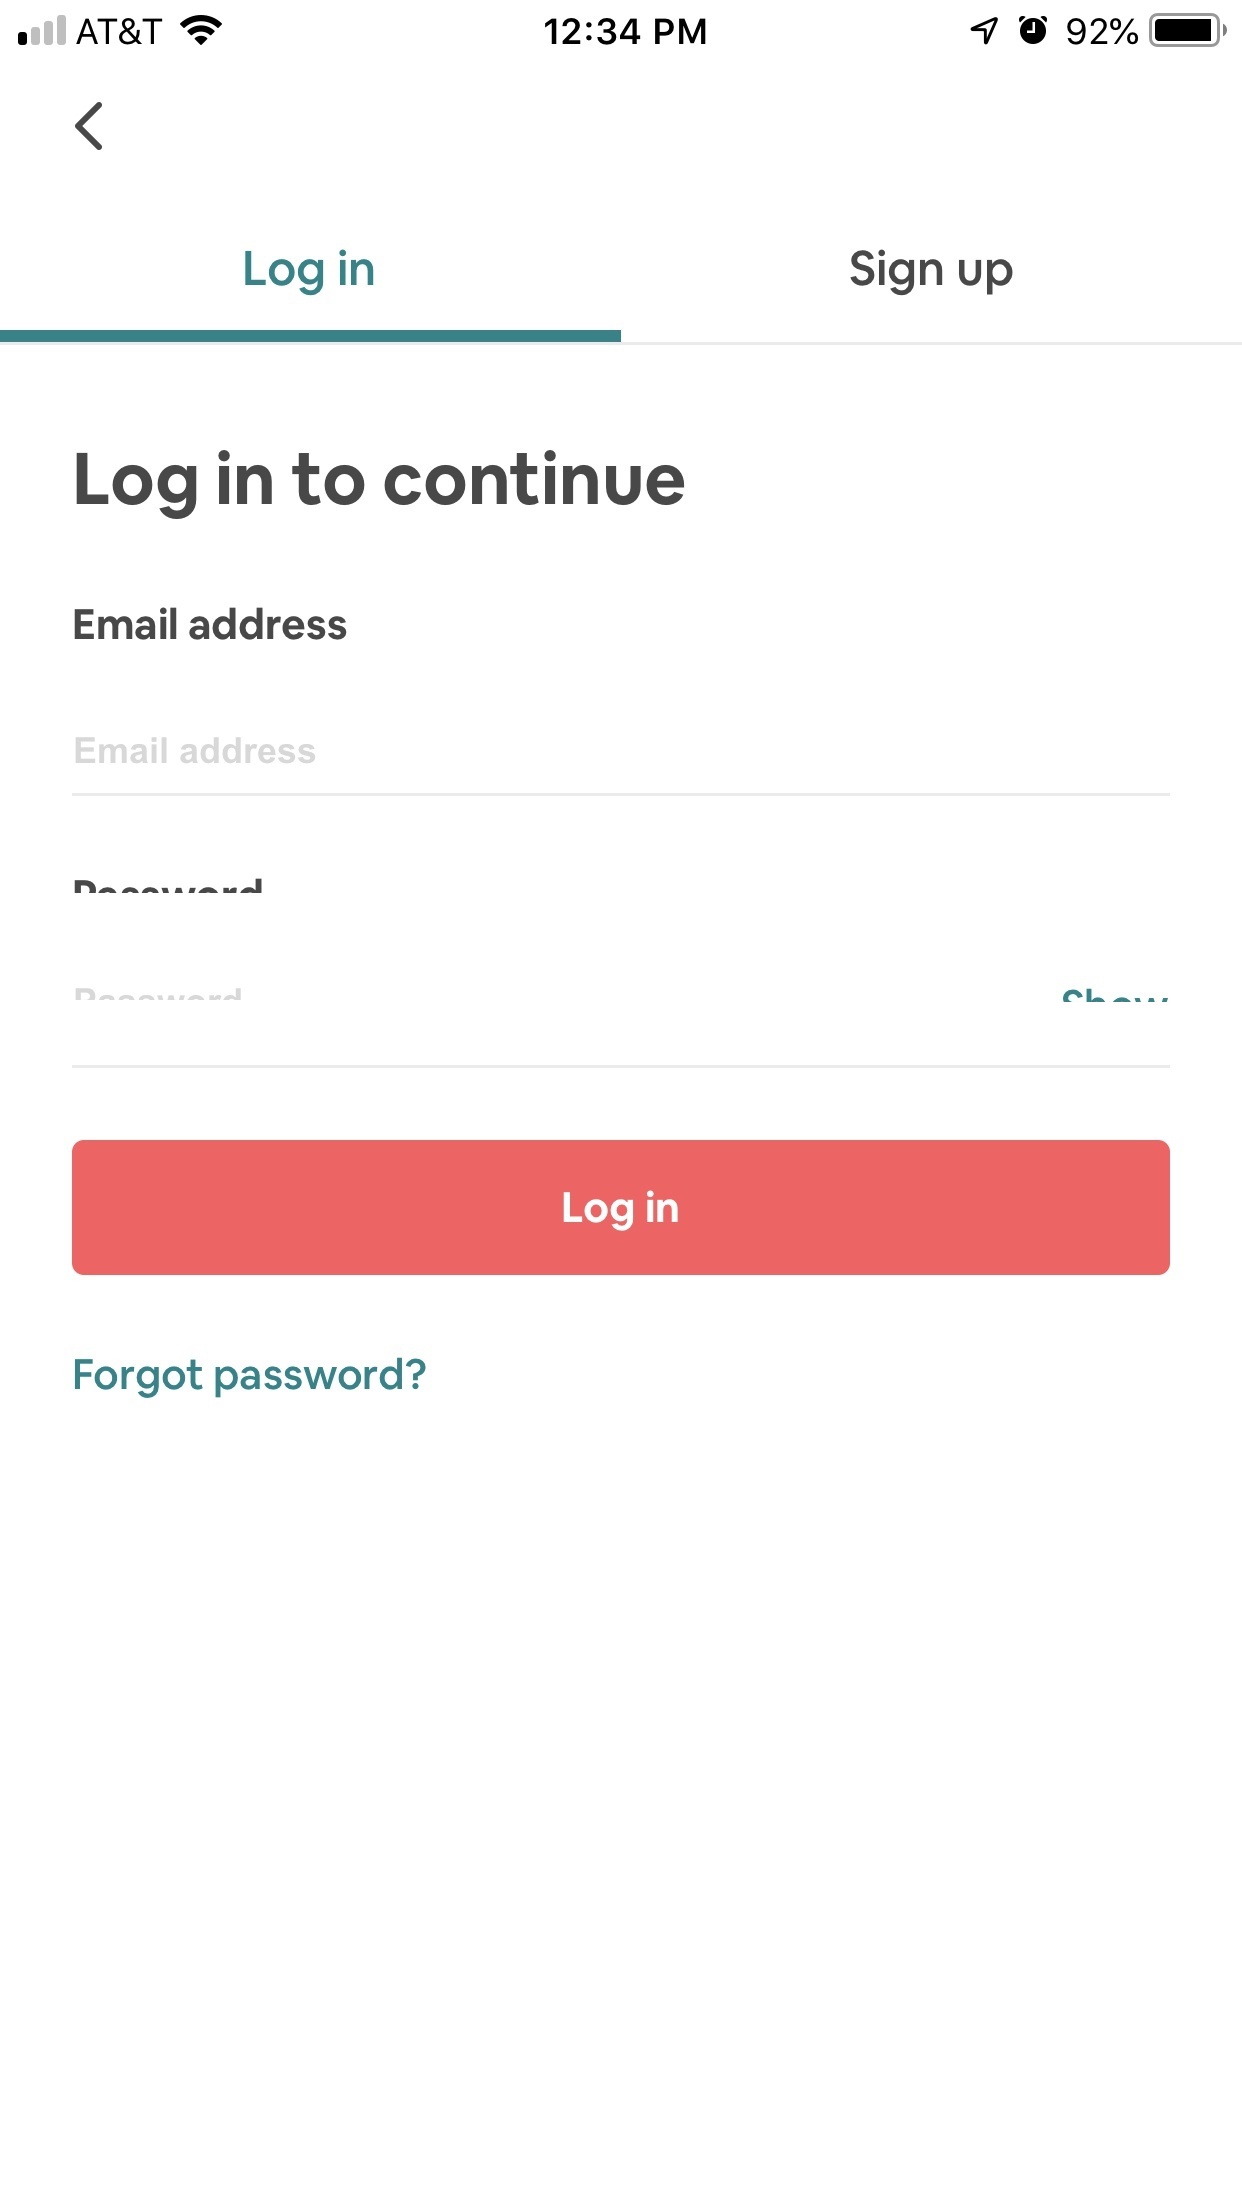 AT&T 12:34 PM 92%
Log in Sign up
Log in to continue
Email address
Email address
Password
Password Show
Log in
Forgot password?